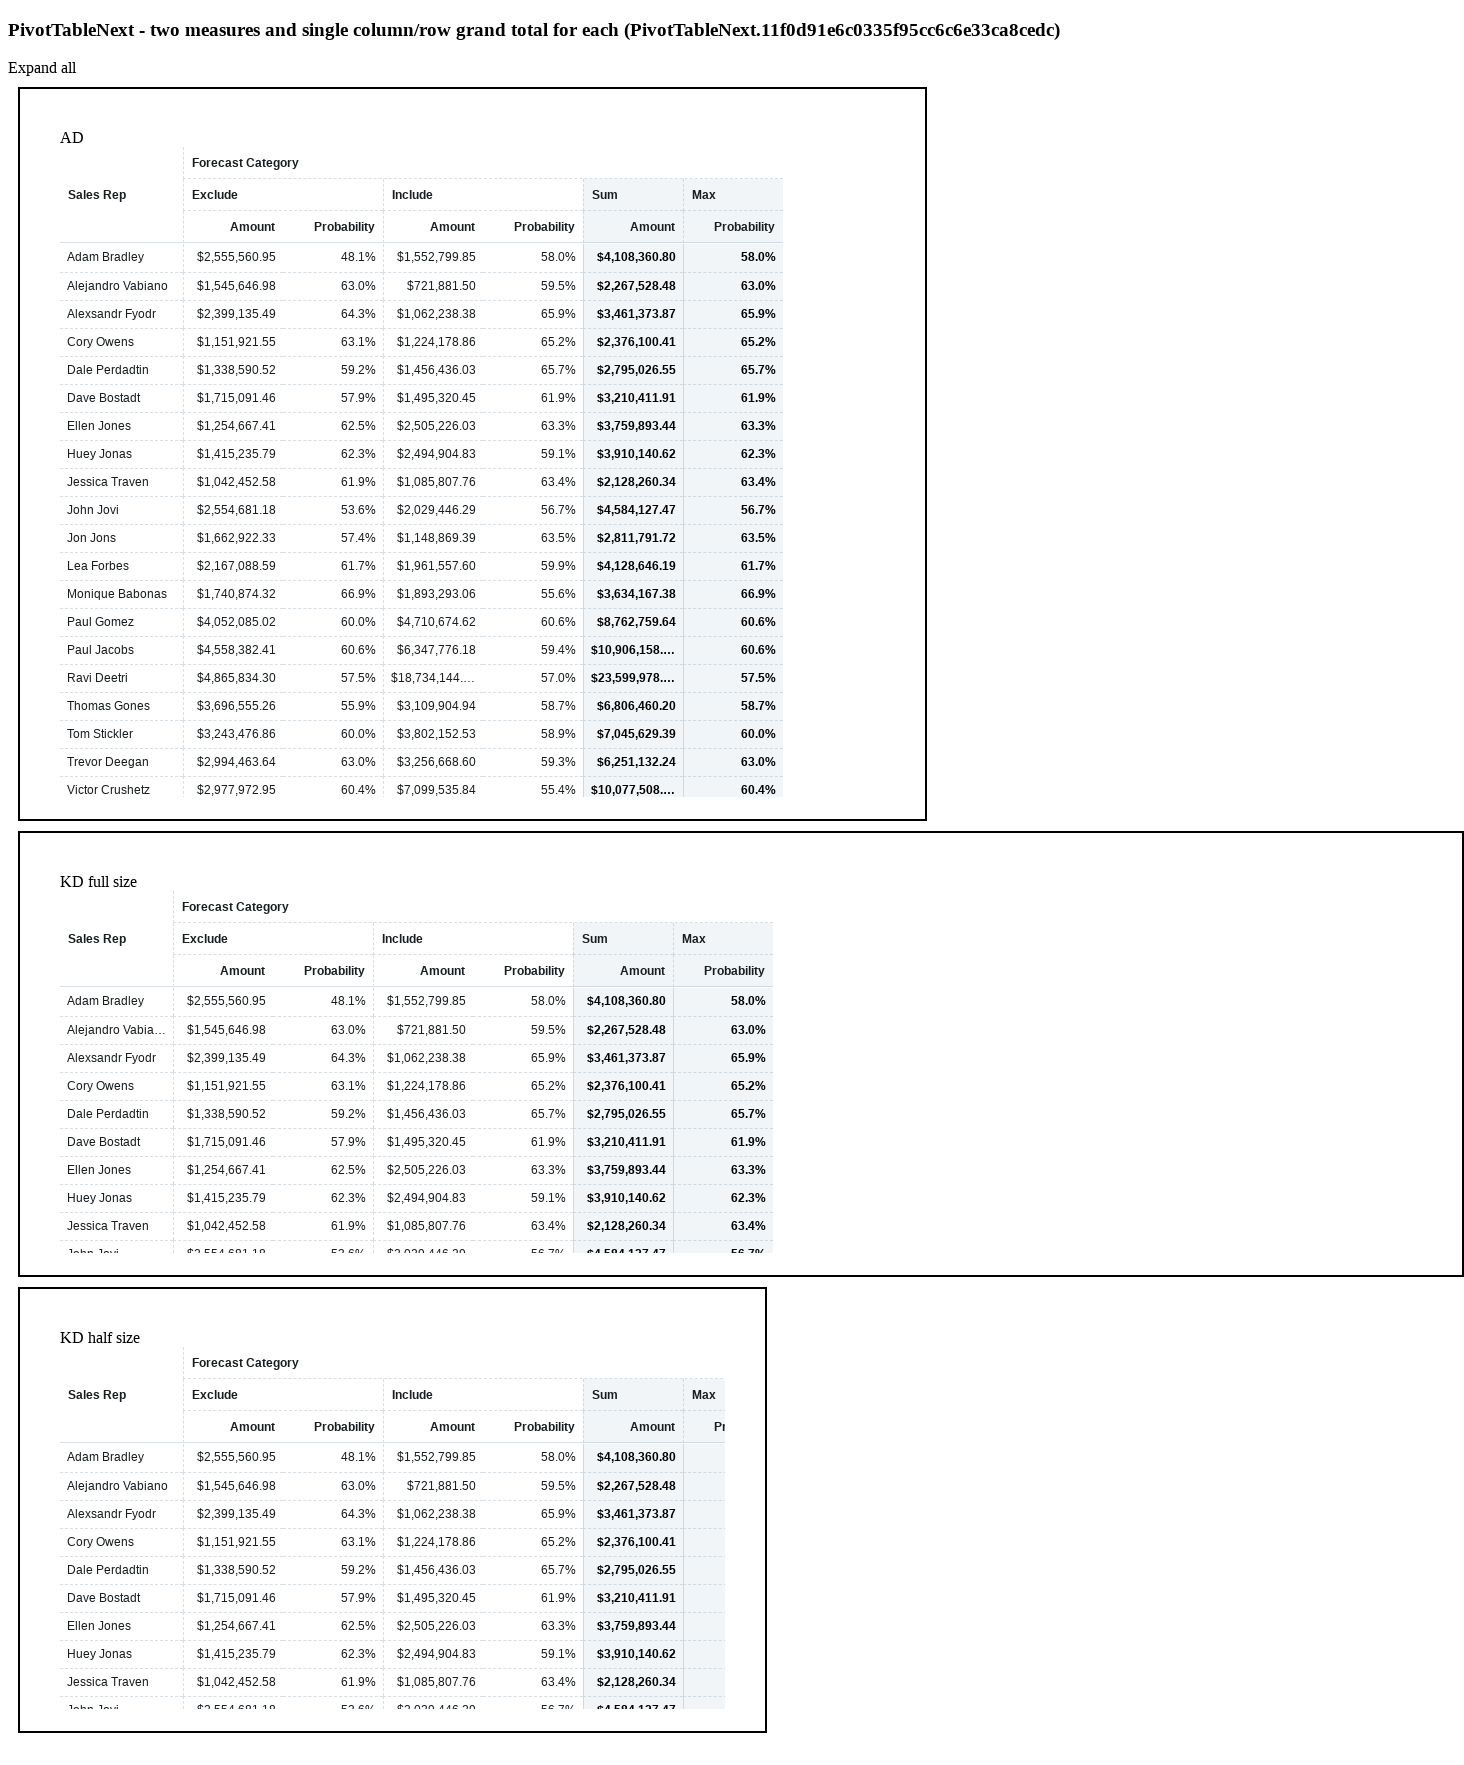 PivotTableNext - two measures and single column/row grand total for each (PivotTableNext.11f0d91e6c0335f95cc6c6e33ca8cedc)
Expand all
AD
Forecast Category
Sales Rep Exclude Include Sum Max
Amount Probability Amount Probability Amount Probability
Adam Bradley $2,555,560.95 48.1% $1,552,799.85 58.0% $4,108,360.80 58.0%
Alejandro Vabiano $1,545,646.98 63.0% $721,881.50 59.5% $2,267,528.48 63.0%
Alexsandr Fyodr $2,399,135.49 64.3% $1,062,238.38 65.9% $3,461,373.87 65.9%
Cory Owens $1,151,921.55 63.1% $1,224,178.86 65.2% $2,376,100.41 65.2%
Dale Perdadtin $1,338,590.52 59.2% $1,456,436.03 65.7% $2,795,026.55 65.7%
Dave Bostadt $1,715,091.46 57.9% $1,495,320.45 61.9% $3,210,411.91 61.9%
Ellen Jones $1,254,667.41 62.5% $2,505,226.03 63.3% $3,759,893.44 63.3%
Huey Jonas $1,415,235.79 62.3% $2,494,904.83 59.1% $3,910,140.62 62.3%
Jessica Traven $1,042,452.58 61.9% $1,085,807.76 63.4% $2,128,260.34 63.4%
John Jovi $2,554,681.18 53.6% $2,029,446.29 56.7% $4,584,127.47 56.7%
Jon Jons $1,662,922.33 57.4% $1,148,869.39 63.5% $2,811,791.72 63.5%
Lea Forbes $2,167,088.59 61.7% $1,961,557.60 59.9% $4,128,646.19 61.7%
Monique Babonas $1,740,874.32 66.9% $1,893,293.06 55.6% $3,634,167.38 66.9%
Paul Gomez $4,052,085.02 60.0% $4,710,674.62 60.6% $8,762,759.64 60.6%
Paul Jacobs $4,558,382.41 60.6% $6,347,776.18 59.4% $10,906,158.... 60.6%
Ravi Deetri $4,865,834.30 57.5% $18,734,144.... 57.0% $23,599,978.... 57.5%
Thomas Gones $3,696,555.26 55.9% $3,109,904.94 58.7% $6,806,460.20 58.7%
Tom Stickler $3,243,476.86 60.0% $3,802,152.53 58.9% $7,045,629.39 60.0%
Trevor Deegan $2,994,463.64 63.0% $3,256,668.60 59.3% $6,251,132.24 63.0%
Victor Crushetz $2,977,972.95 60.4% $7,099,535.84 55.4% $10,077,508.... 60.4%
KD full size
Forecast Category
Sales Rep Exclude Include Sum Max
Amount Probability Amount Probability Amount Probability
Adam Bradley $2,555,560.95 48.1% $1,552,799.85 58.0% $4,108,360.80 58.0%
Alejandro Vabia... $1,545,646.98 63.0% $721,881.50 59.5% $2,267,528.48 63.0%
Alexsandr Fyodr $2,399,135.49 64.3% $1,062,238.38 65.9% $3,461,373.87 65.9%
Cory Owens $1,151,921.55 63.1% $1,224,178.86 65.2% $2,376,100.41 65.2%
Dale Perdadtin $1,338,590.52 59.2% $1,456,436.03 65.7% $2,795,026.55 65.7%
Dave Bostadt $1,715,091.46 57.9% $1,495,320.45 61.9% $3,210,411.91 61.9%
Ellen Jones $1,254,667.41 62.5% $2,505,226.03 63.3% $3,759,893.44 63.3%
Huey Jonas $1,415,235.79 62.3% $2,494,904.83 59.1% $3,910,140.62 62.3%
Jessica Traven $1,042,452.58 61.9% $1,085,807.76 63.4% $2,128,260.34 63.4%
John Jovi $2,554,681.18 53.6% $2,029,446.29 56.7% $4,584,127.47 56.7%
KD half size
Forecast Category
Sales Rep Exclude Include Sum Max
Amount Probability Amount Probability Amount Pr
Adam Bradley $2,555,560.95 48.1% $1,552,799.85 58.0% $4,108,360.80
Alejandro Vabiano $1,545,646.98 63.0% $721,881.50 59.5% $2,267,528.48
Alexsandr Fyodr $2,399,135.49 64.3% $1,062,238.38 65.9% $3,461,373.87
Cory Owens $1,151,921.55 63.1% $1,224,178.86 65.2% $2,376,100.41
Dale Perdadtin $1,338,590.52 59.2% $1,456,436.03 65.7% $2,795,026.55
Dave Bostadt $1,715,091.46 57.9% $1,495,320.45 61.9% $3,210,411.91
Ellen Jones $1,254,667.41 62.5% $2,505,226.03 63.3% $3,759,893.44
Huey Jonas $1,415,235.79 62.3% $2,494,904.83 59.1% $3,910,140.62
Jessica Traven $1,042,452.58 61.9% $1,085,807.76 63.4% $2,128,260.34
John Jovi $2,554,681.18 53.6% $2,029,446.29 56.7% $4,584,127.47